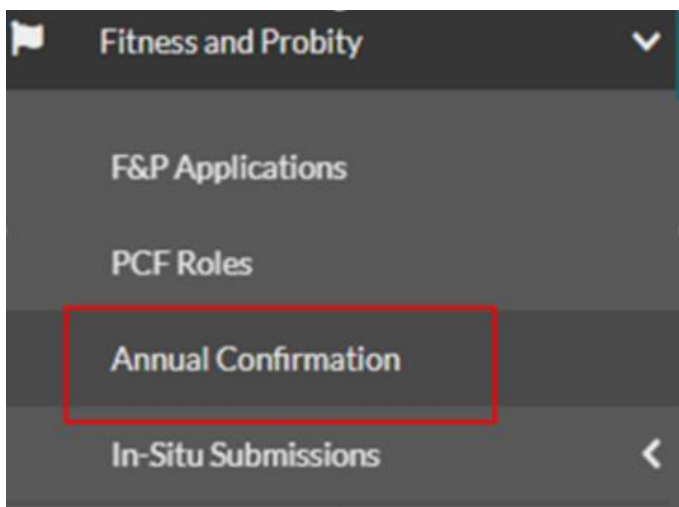 Fitness and Probity
F&P Applications
PCF Roles
Annual Confirmation
In-Situ Submissions